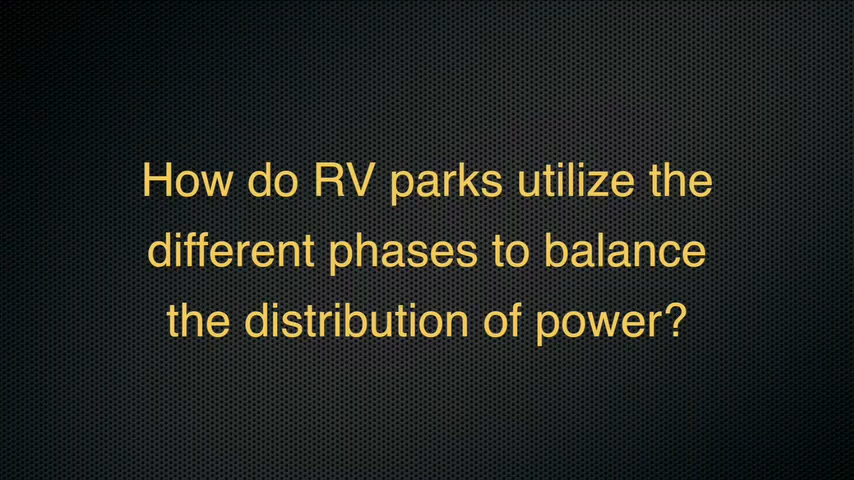 How do RV parks utilize the
different phases to balance
the distribution of power?